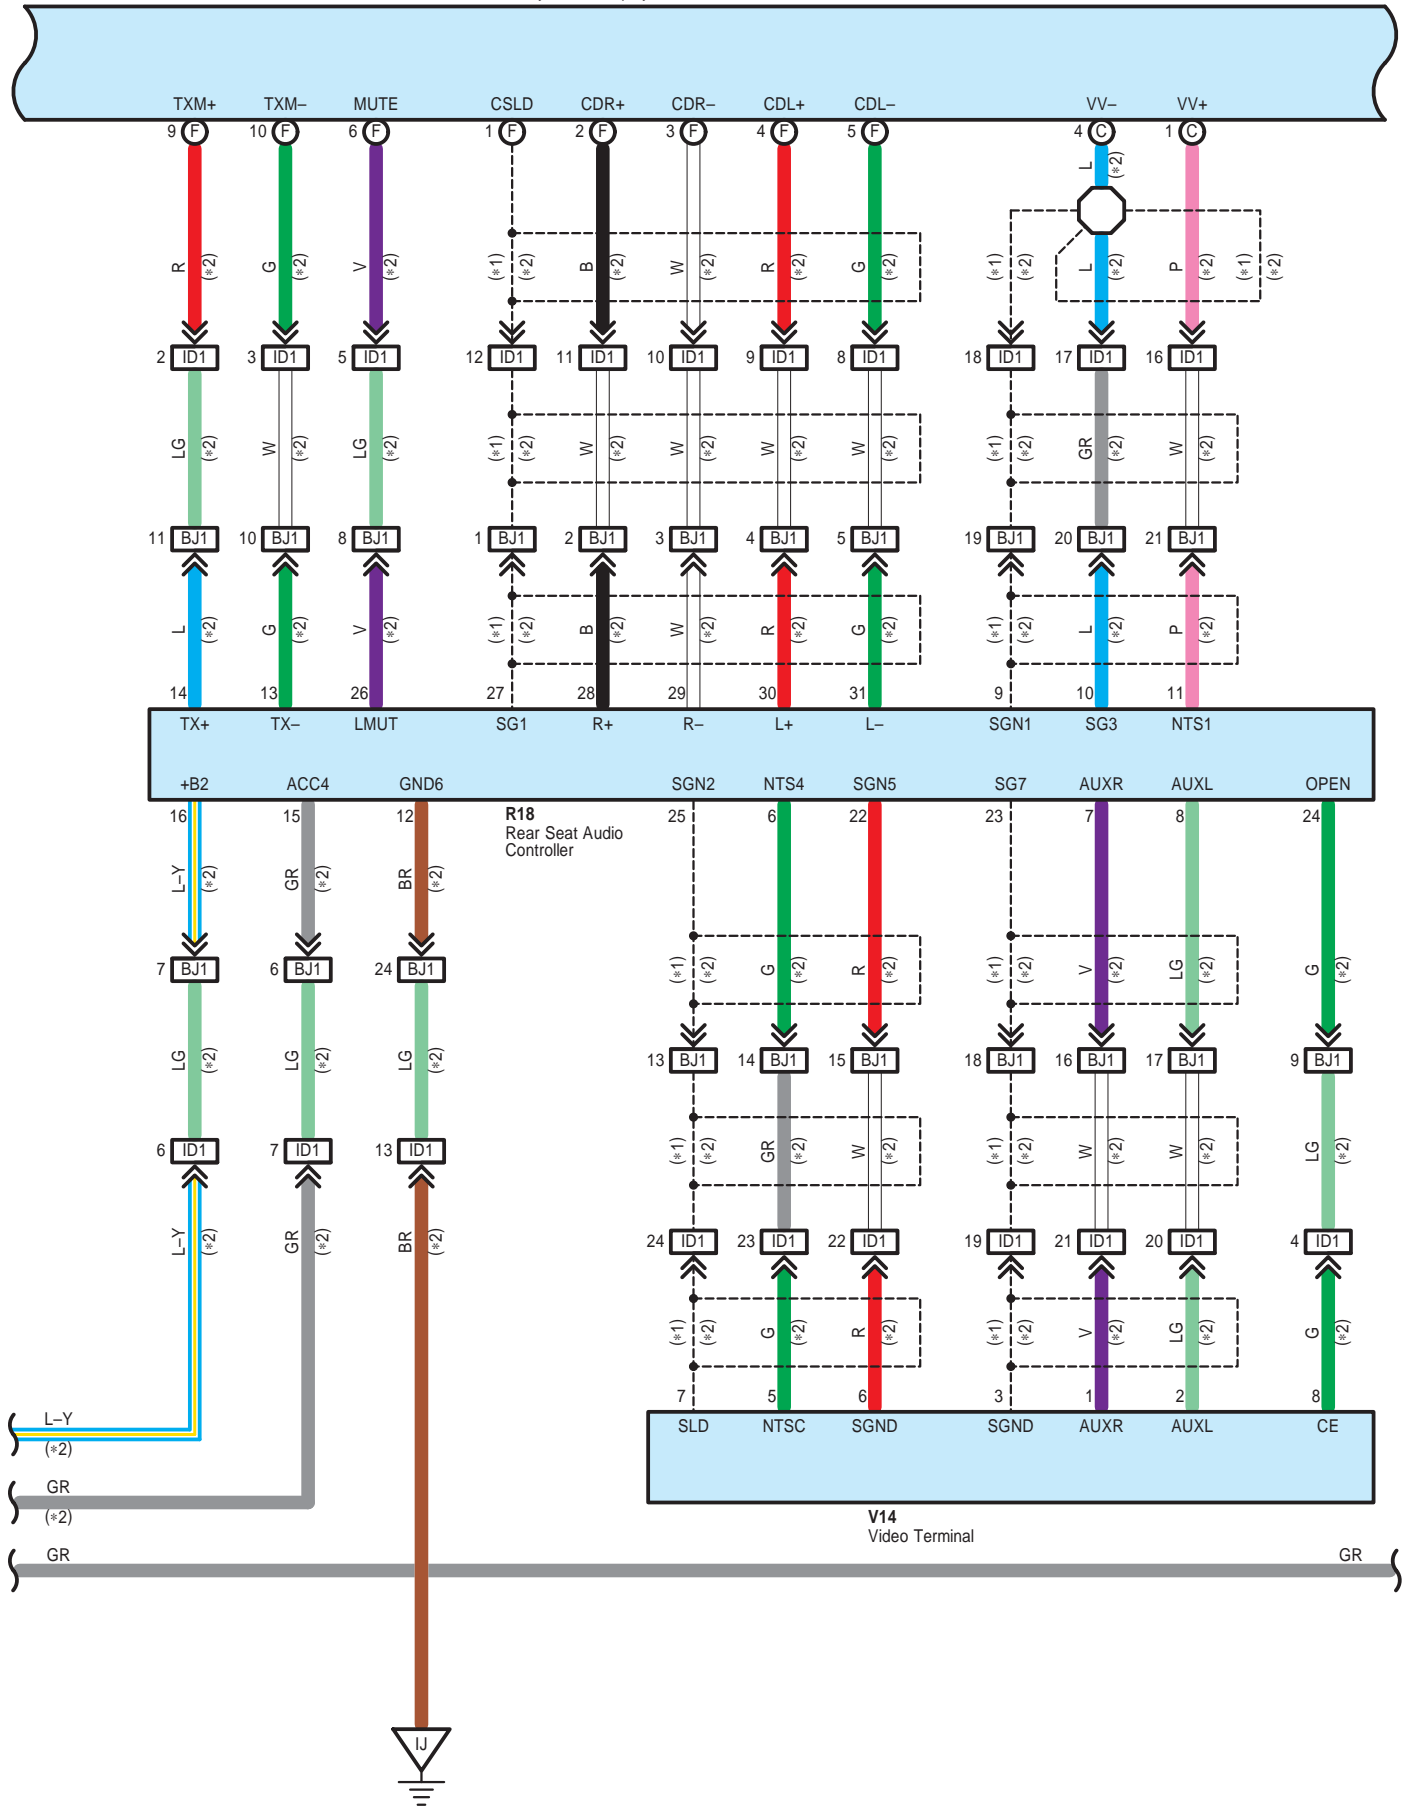 TXM+ TXM– MUTE CSLD CDR+ CDR– CDL+ CDL– VV– VV+
9 F 10 F 6 F 1 F 2 F 3 F 4 F 5 F 4 C 1 C
L (∗2)
R (∗2) G (∗2) V (∗2) (∗1) (∗2) B (∗2) W (∗2) R (∗2) G (∗2) (∗1) (∗2) L (∗2) P (∗2) (∗1) (∗2)
2 ID1 3 ID1 5 ID1 12 ID1 11 ID1 10 ID1 9 ID1 8 ID1 18 ID1 17 ID1 16 ID1
LG (∗2) W (∗2) LG (∗2) (∗1) (∗2) W (∗2) W (∗2) W (∗2) W (∗2) (∗1) (∗2) GR (∗2) W (∗2)
11 BJ1 10 BJ1 8 BJ1 1 BJ1 2 BJ1 3 BJ1 4 BJ1 5 BJ1 19 BJ1 20 BJ1 21 BJ1
L (∗2) G (∗2) V (∗2) (∗1) (∗2) B (∗2) W (∗2) R (∗2) G (∗2) (∗1) (∗2) L (∗2) P (∗2)
14 13 26 27 28 29 30 31 9 10 11
TX+ TX– LMUT SG1 R+ R– L+ L– SGN1 SG3 NTS1
+B2 ACC4 GND6 SGN2 NTS4 SGN5 SG7 AUXR AUXL OPEN
16 15 12 25 6 22 23 7 8 24
R18
Rear Seat Audio
Controller
L–Y (∗2) GR (∗2) BR (∗2)
(∗1) (∗2) G (∗2) R (∗2) (∗1) (∗2) V (∗2) LG (∗2) G (∗2)
7 BJ1 6 BJ1 24 BJ1
13 BJ1 14 BJ1 15 BJ1 18 BJ1 16 BJ1 17 BJ1 9 BJ1
LG (∗2) LG (∗2) LG (∗2)
(∗1) (∗2) GR (∗2) W (∗2) (∗1) (∗2) W (∗2) W (∗2) LG (∗2)
6 ID1 7 ID1 13 ID1
L–Y (∗2) GR (∗2) BR (∗2)
24 ID1 23 ID1 22 ID1 19 ID1 21 ID1 20 ID1 4 ID1
(∗1) (∗2) G (∗2) R (∗2) (∗1) (∗2) V (∗2) LG (∗2) G (∗2)
7 5 6 3 1 2 8
SLD NTSC SGND SGND AUXR AUXL CE
L–Y
(∗2)
GR
(∗2)
V14
Video Terminal
GR GR
IJ